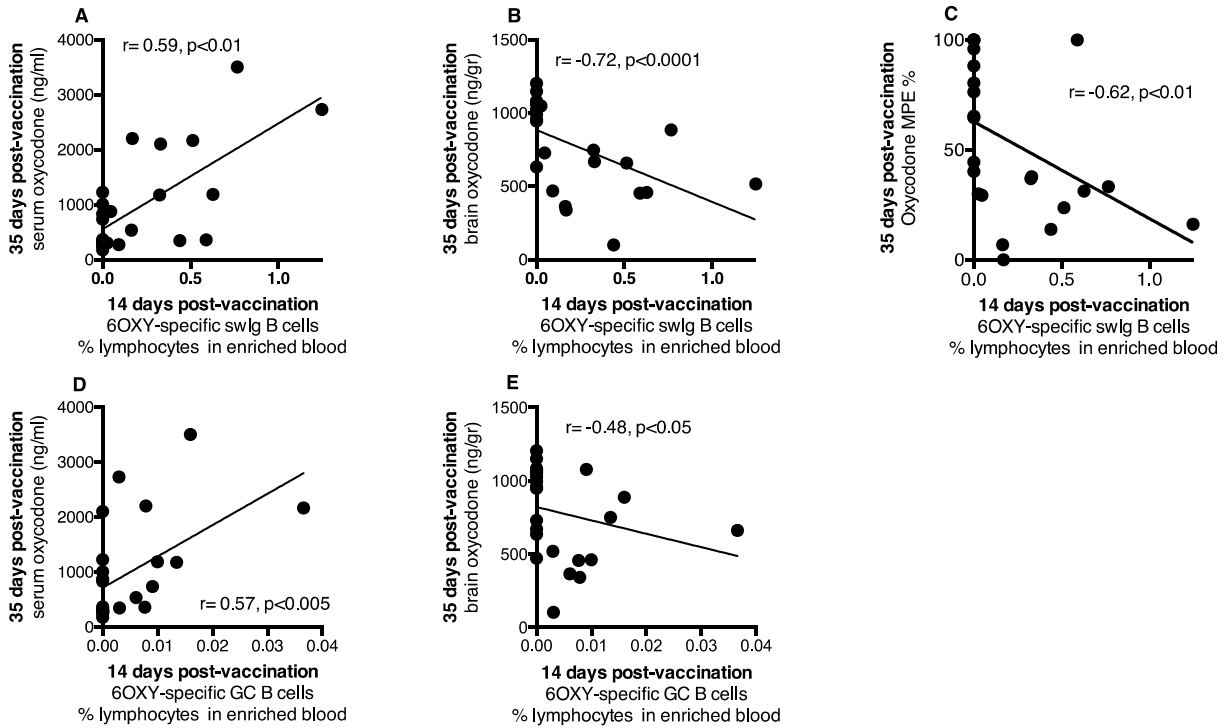 A
r= 0.59, p<0.01
35 days post-vaccination
serum oxycodone (ng/ml)
4000
3000
2000
1000
0
0.0
0.5
1.0
14 days post-vaccination
6OXY-specific swIg B cells
% lymphocytes in enriched blood
B
r= -0.72, p<0.0001
35 days post-vaccination
brain oxycodone (ng/gr)
1500
1000
500
0
0.0
0.5
1.0
14 days post-vaccination
6OXY-specific swIg B cells
% lymphocytes in enriched blood
C
r= -0.62, p<0.01
35 days post-vaccination
Oxycodone MPE %
100
50
0
0.0
0.5
1.0
14 days post-vaccination
6OXY-specific swIg B cells
% lymphocytes in enriched blood
D
r= 0.57, p<0.005
35 days post-vaccination
serum oxycodone (ng/ml)
4000
3000
2000
1000
0
0.00
0.01
0.02
0.03
0.04
14 days post-vaccination
6OXY-specific GC B cells
% lymphocytes in enriched blood
E
r= -0.48, p<0.05
35 days post-vaccination
brain oxycodone (ng/gr)
1500
1000
500
0
0.00
0.01
0.02
0.03
0.04
14 days post-vaccination
6OXY-specific GC B cells
% lymphocytes in enriched blood